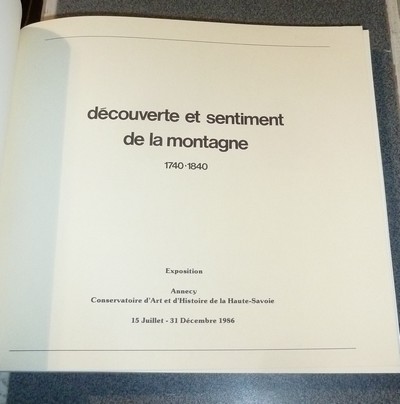 découverte et sentiment
de la montagne
1740·1840
Exposition
Annecy
Conservatoire d'Art et d'Histoire de la Haute-Savoie
15 Juillet - 31 Décembre 1986